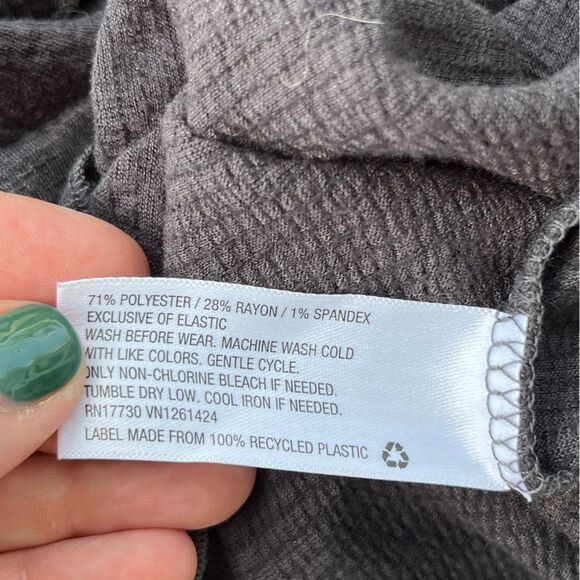 71% POLYESTER / 28% RAYON / 1% SPANDEX
EXCLUSIVE OF ELASTIC
WASH BEFORE WEAR. MACHINE WASH COLD
WITH LIKE COLORS. GENTLE CYCLE.
ONLY NON-CHLORINE BLEACH IF NEEDED.
TUMBLE DRY LOW. COOL IRON IF NEEDED.
RN17730 VN1261424
LABEL MADE FROM 100% RECYCLED PLASTIC